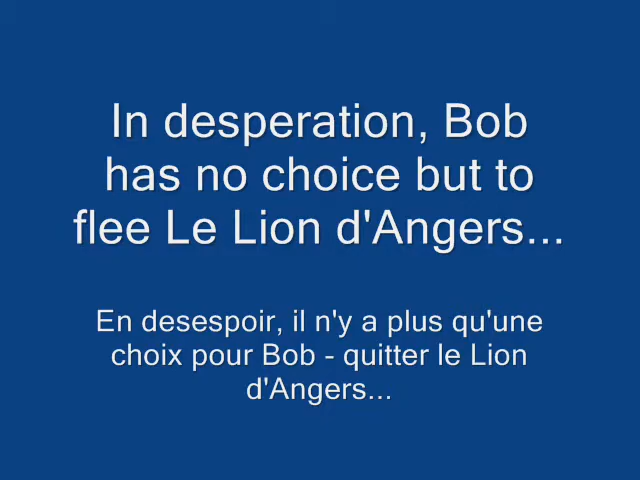 In desperation, Bob
has no choice but to
flee Le Lion d'Angers...
En desespoir, il n'y a plus qu'une
choix pour Bob - quitter le Lion
d'Angers...